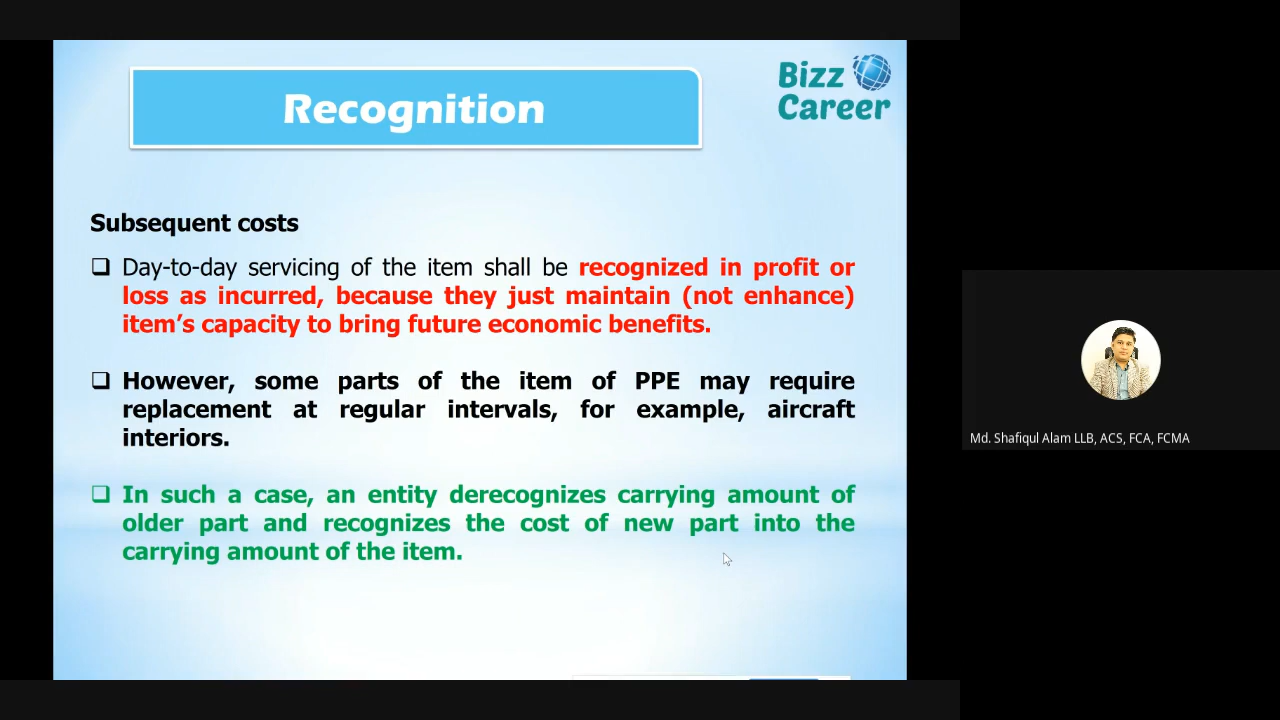 Recognition
Bizz
Career
Subsequent costs
Day-to-day servicing of the item shall be recognized in profit or
loss as incurred, because they just maintain (not enhance)
item’s capacity to bring future economic benefits.
However, some parts of the item of PPE may require
replacement at regular intervals, for example, aircraft
interiors.
In such a case, an entity derecognizes carrying amount of
older part and recognizes the cost of new part into the
carrying amount of the item.
Md. Shafiqul Alam LLB, ACS, FCA, FCMA